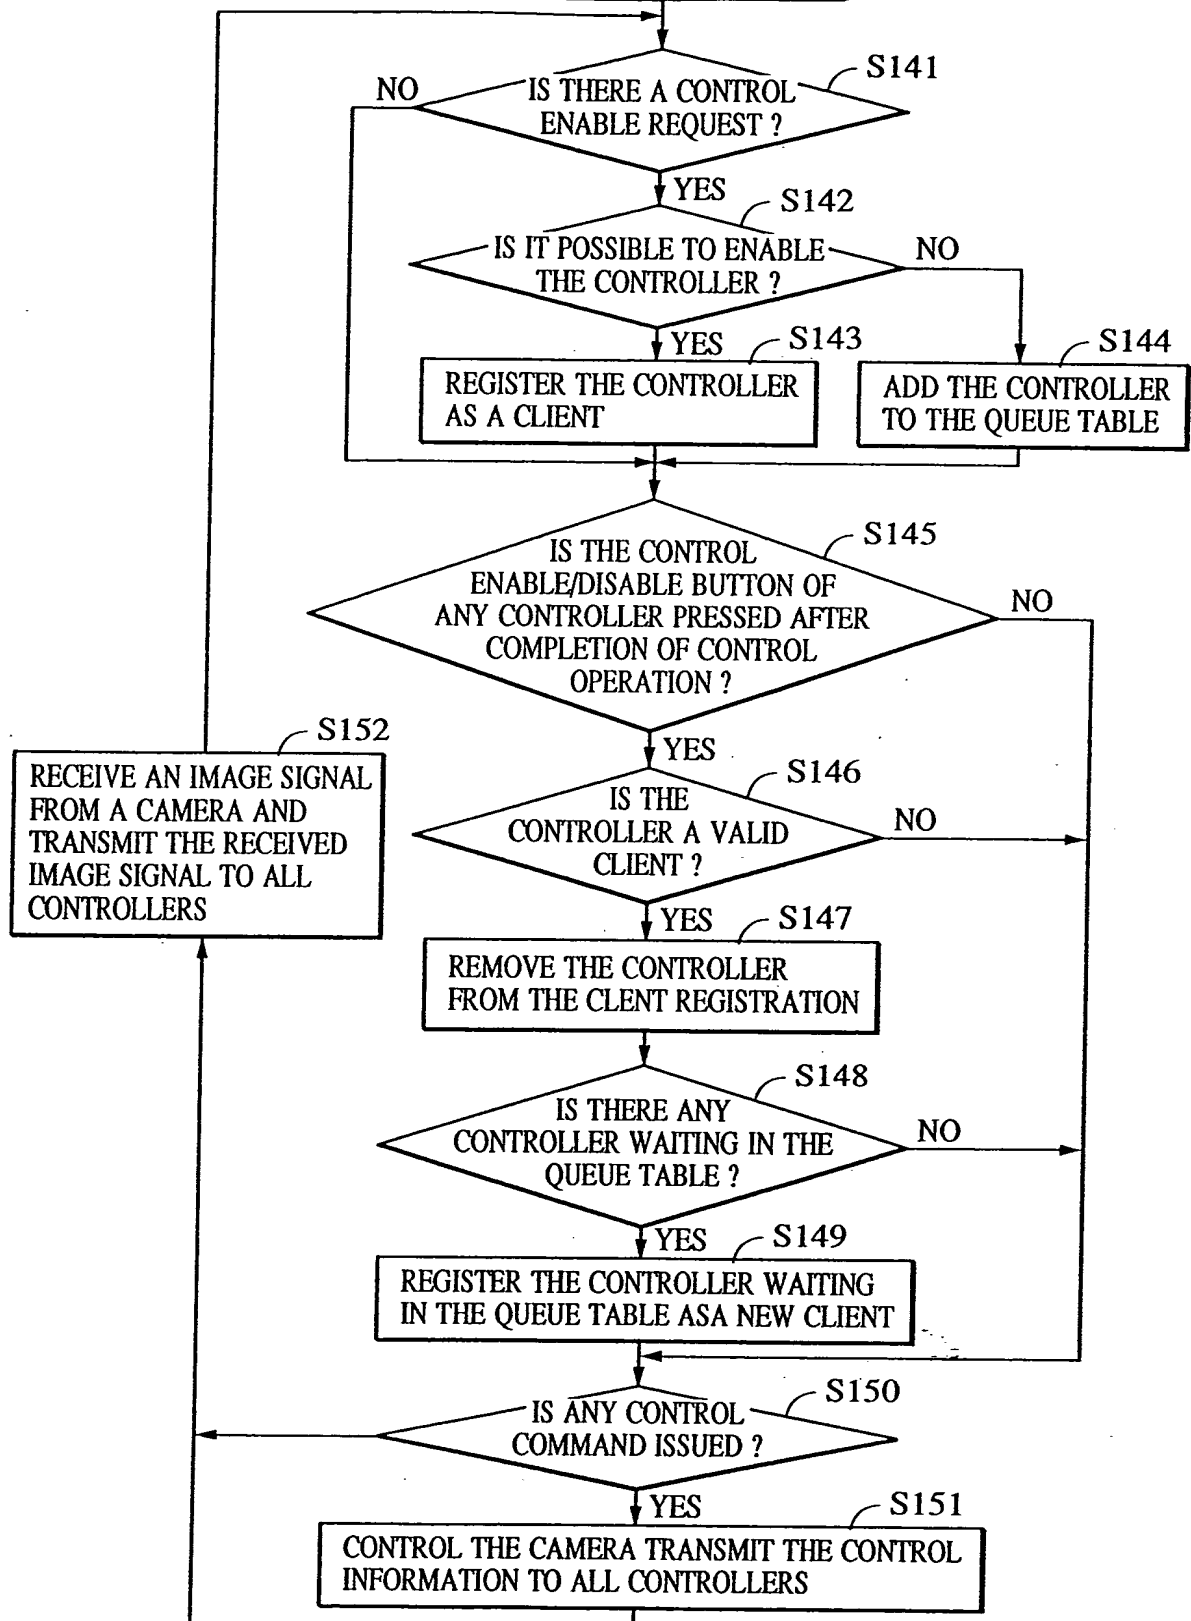 S141
NO
IS THERE A CONTROL
ENABLE REQUEST ?
YES
S142
IS IT POSSIBLE TO ENABLE
THE CONTROLLER ?
NO
YES
S143
REGISTER THE CONTROLLER
AS A CLIENT
S144
ADD THE CONTROLLER
TO THE QUEUE TABLE
S145
IS THE CONTROL
ENABLE/DISABLE BUTTON OF
ANY CONTROLLER PRESSED AFTER
COMPLETION OF CONTROL
OPERATION ?
NO
YES
S152
RECEIVE AN IMAGE SIGNAL
FROM A CAMERA AND
TRANSMIT THE RECEIVED
IMAGE SIGNAL TO ALL
CONTROLLERS
S146
IS THE
CONTROLLER A VALID
CLIENT ?
NO
YES
S147
REMOVE THE CONTROLLER
FROM THE CLENT REGISTRATION
S148
IS THERE ANY
CONTROLLER WAITING IN THE
QUEUE TABLE ?
NO
YES
S149
REGISTER THE CONTROLLER WAITING
IN THE QUEUE TABLE ASA NEW CLIENT
S150
IS ANY CONTROL
COMMAND ISSUED ?
YES
S151
CONTROL THE CAMERA TRANSMIT THE CONTROL
INFORMATION TO ALL CONTROLLERS